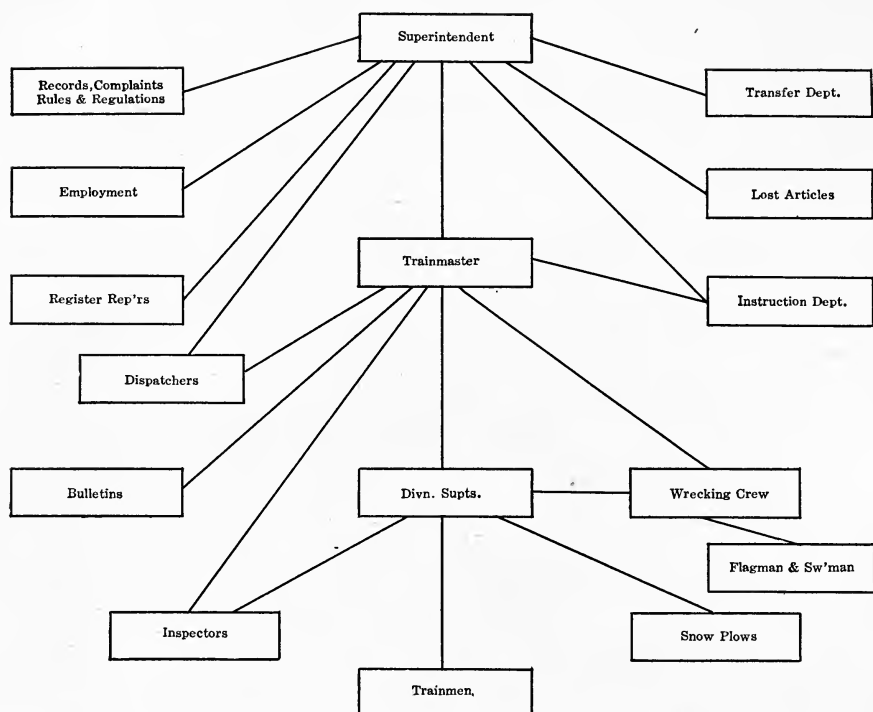 Superintendent
Records, Complaints
Rules & Regulations
Transfer Dept.
Employment
Lost Articles
Trainmaster
Register Rep'rs
Instruction Dept.
Dispatchers
Bulletins
Divn. Supts.
Wrecking Crew
Flagman & Sw'man
Inspectors
Snow Plows
Trainmen.